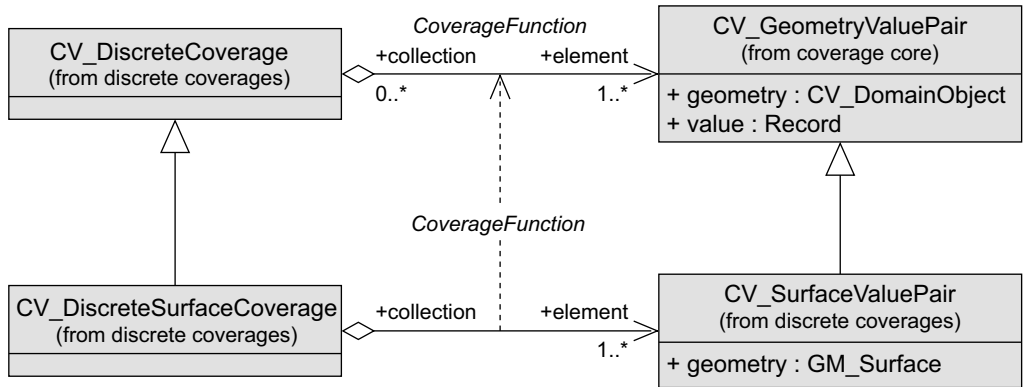 CV_DiscreteCoverage
(from discrete coverages)
CoverageFunction
+collection
+element
0..*
1..*
CV_GeometryValuePair
(from coverage core)
+ geometry : CV_DomainObject
+ value : Record
CoverageFunction
CV_DiscreteSurfaceCoverage
(from discrete coverages)
+collection
+element
1..*
CV_SurfaceValuePair
(from discrete coverages)
+ geometry : GM_Surface